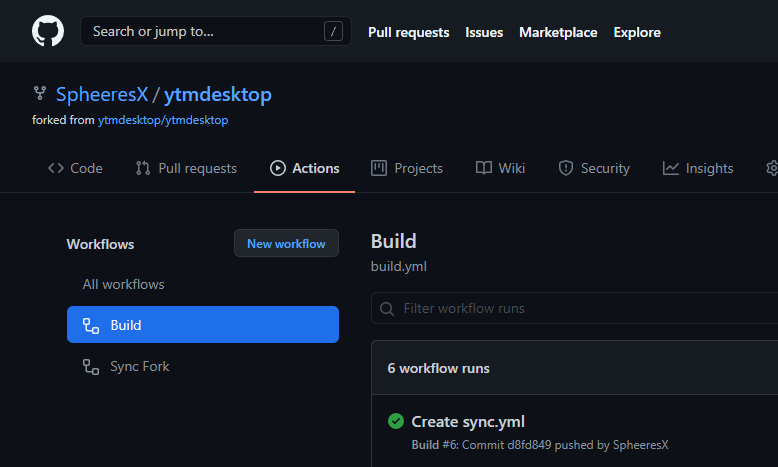 Search or jump to... /
Pull requests Issues Marketplace Explore
SpheeresX / ytmdesktop
forked from ytmdesktop/ytmdesktop
Code Pull requests Actions Projects Wiki Security Insights
Workflows
New workflow
All workflows
Build
Sync Fork
Build
build.yml
Filter workflow runs
6 workflow runs
Create sync.yml
Build #6: Commit d8fd849 pushed by SpheeresX